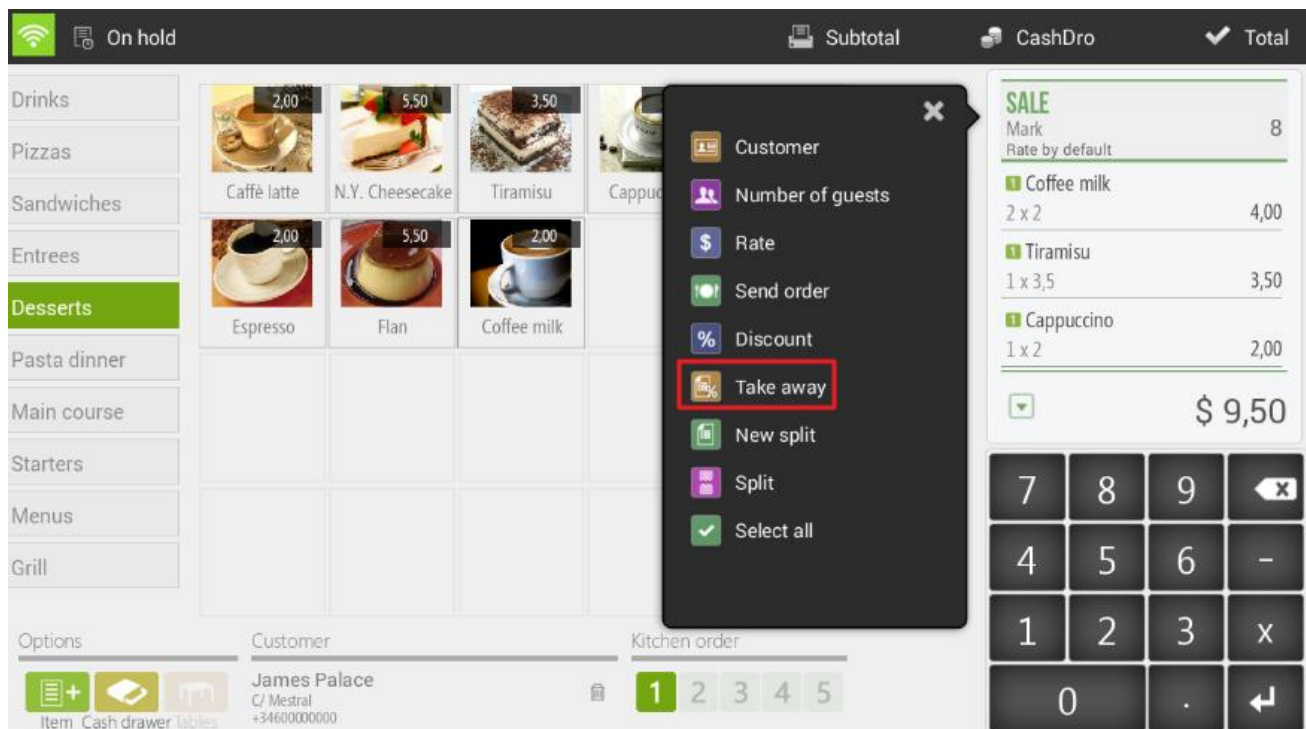 On hold
Subtotal
CashDro
Total
Drinks
Pizzas
Sandwiches
Entrees
Desserts
Pasta dinner
Main course
Starters
Menus
Grill
2,00
5,50
3,50
Caffè latte
N.Y. Cheesecake
Tiramisu
Cappuc
2,00
5,50
2,00
Espresso
Flan
Coffee milk
Customer
Number of guests
$ Rate
Send order
% Discount
Take away
New split
Split
Select all
SALE
Mark 8
Rate by default
1 Coffee milk
2 x 2 4,00
1 Tiramisu
1 x 3,5 3,50
1 Cappuccino
1 x 2 2,00
$ 9,50
7 8 9 x
4 5 6 -
1 2 3 x
0 .
Options
Item
Cash drawer
Tables
Customer
James Palace
C/ Mestral
+34600000000
Kitchen order
1 2 3 4 5